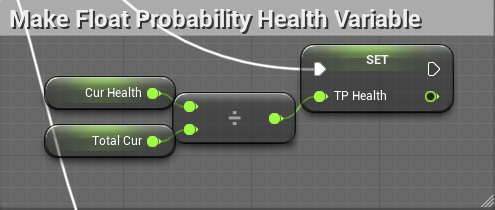 Make Float Probability Health Variable
SET
Cur Health
TP Health
÷
Total Cur